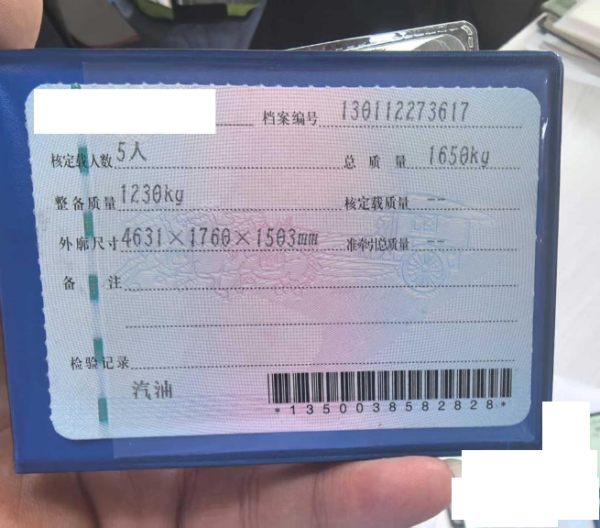 档案编号 130112273617
核定载人数 5人 总质量 1650kg
整备质量 1230kg 核定载质量 --
外廓尺寸 4631×1760×1503mm 准牵引总质量 --
备注
检验记录
汽油
*1350038582828*